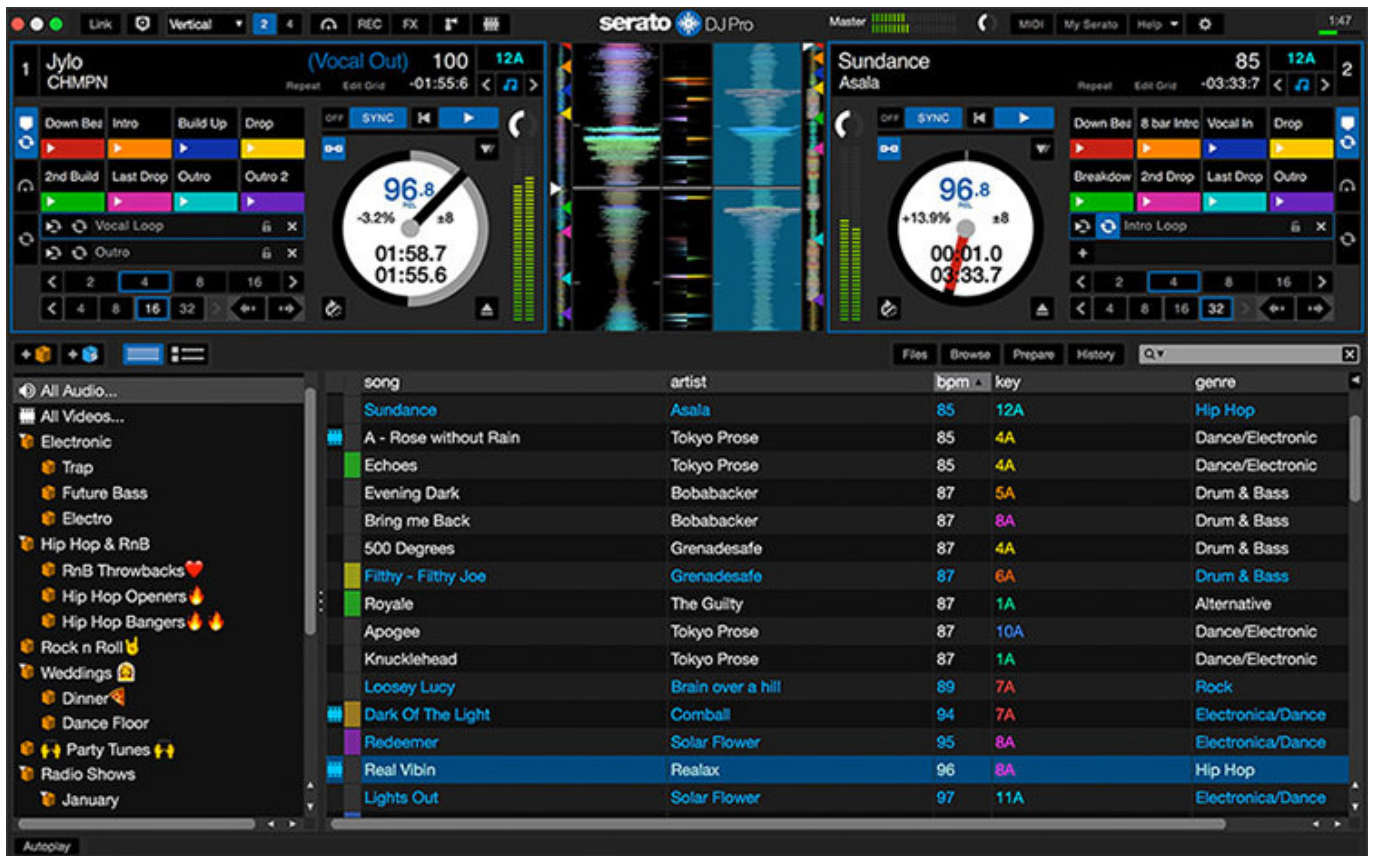 Link Vertical 2 4 REC FX serato DJ Pro Master MIDI My Serato Help 1:47
1 Jylo (Vocal Out) 100 12A
CHMPN Repeat Edit Grid -01:55:6
Down Bea Intro Build Up Drop OFF SYNC
2nd Build Last Drop Outro Outro 2
96.8
-3.2% ±8
01:58.7
01:55.6
Vocal Loop
Outro
2 4 8 16
4 8 16 32
Sundance 85 12A 2
Asala Repeat Edit Grid -03:33:7
OFF SYNC Down Bea 8 bar Intro Vocal In Drop
Breakdow 2nd Drop Last Drop Outro
96.8
+13.9% ±8
00:01.0
03:33.7
Intro Loop
+
2 4 8 16
4 8 16 32
Files Browse Prepare History
All Audio...
All Videos...
Electronic
Trap
Future Bass
Electro
Hip Hop & RnB
RnB Throwbacks❤️
Hip Hop Openers🔥
Hip Hop Bangers🔥🔥
Rock n Roll🤘
Weddings 👰
Dinner🍕
Dance Floor
🙌 Party Tunes 🙌
Radio Shows
January
song artist bpm key genre
Sundance Asala 85 12A Hip Hop
A - Rose without Rain Tokyo Prose 85 4A Dance/Electronic
Echoes Tokyo Prose 85 4A Dance/Electronic
Evening Dark Bobabacker 87 5A Drum & Bass
Bring me Back Bobabacker 87 8A Drum & Bass
500 Degrees Grenadesafe 87 4A Drum & Bass
Filthy - Filthy Joe Grenadesafe 87 6A Drum & Bass
Royale The Guilty 87 1A Alternative
Apogee Tokyo Prose 87 10A Dance/Electronic
Knucklehead Tokyo Prose 87 1A Dance/Electronic
Loosey Lucy Brain over a hill 89 7A Rock
Dark Of The Light Comball 94 7A Electronica/Dance
Redeemer Solar Flower 95 8A Electronica/Dance
Real Vibin Realax 96 8A Hip Hop
Lights Out Solar Flower 97 11A Electronica/Dance
Autoplay